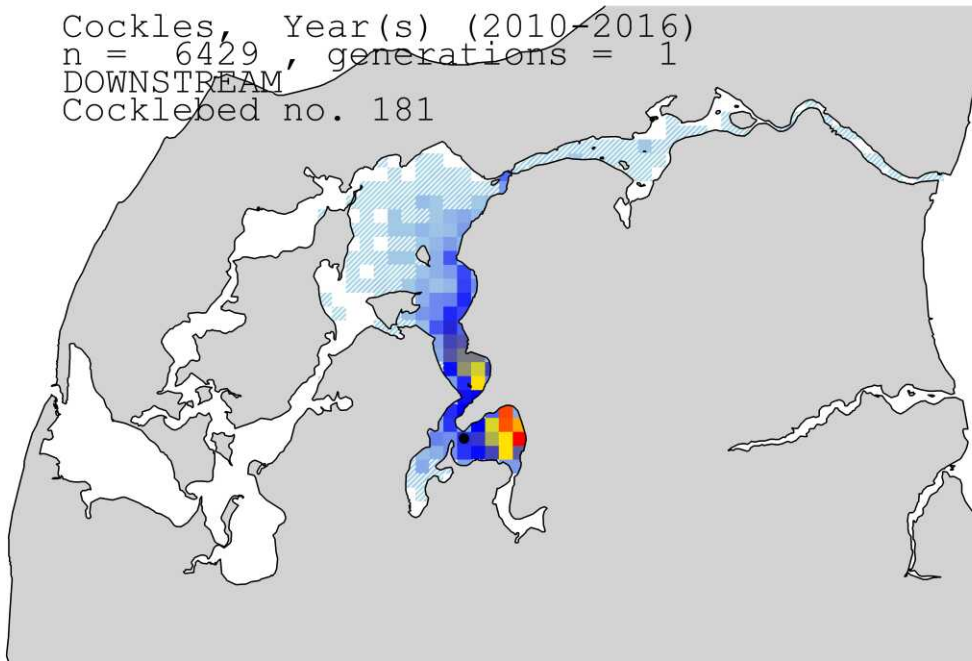 Cockles, Year(s) (2010-2016)
n = 6429 , generations = 1
DOWNSTREAM
Cocklebed no. 181